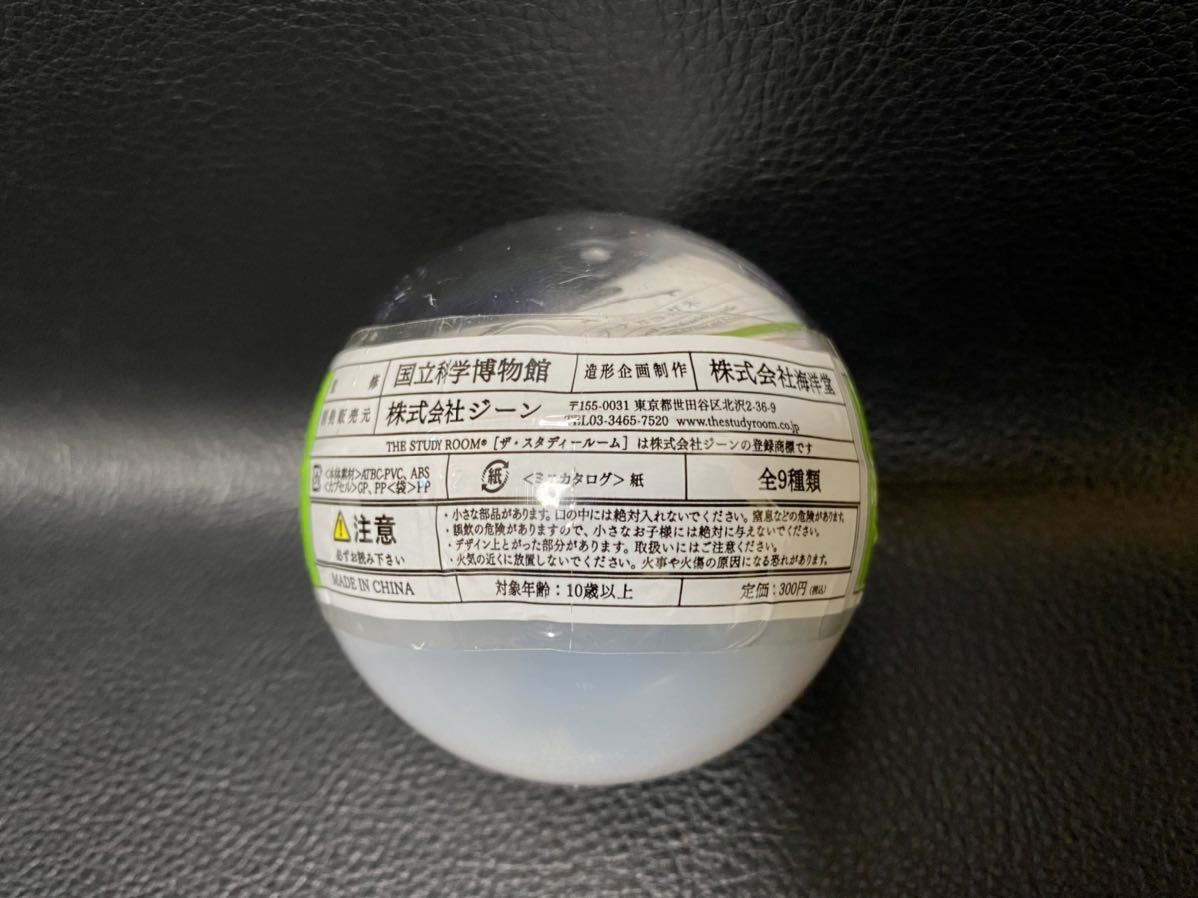 修 国立科学博物館 造形企画制作 株式会社海洋堂
発販売元 株式会社ジーン 〒155-0031 東京都世田谷区北沢2-36-9
TEL03-3465-7520 www.thestudyroom.co.jp
THE STUDY ROOM® [ザ・スタディールーム] は株式会社ジーンの登録商標です
<本体素材>ATBC-PVC、ABS
<カプセル>GP、PP<袋>PP
紙 <ミニカタログ> 紙
全9種類
注意
必ずお読み下さい
・小さな部品があります。口の中には絶対入れないでください。窒息などの危険があります。
・誤飲の危険がありますので、小さなお子様には絶対に与えないでください。
・デザイン上とがった部分があります。取扱いにはご注意ください。
・火気の近くに放置しないでください。火事や火傷の原因になる恐れがあります。
MADE IN CHINA 対象年齢：10歳以上 定価：300円(税込)